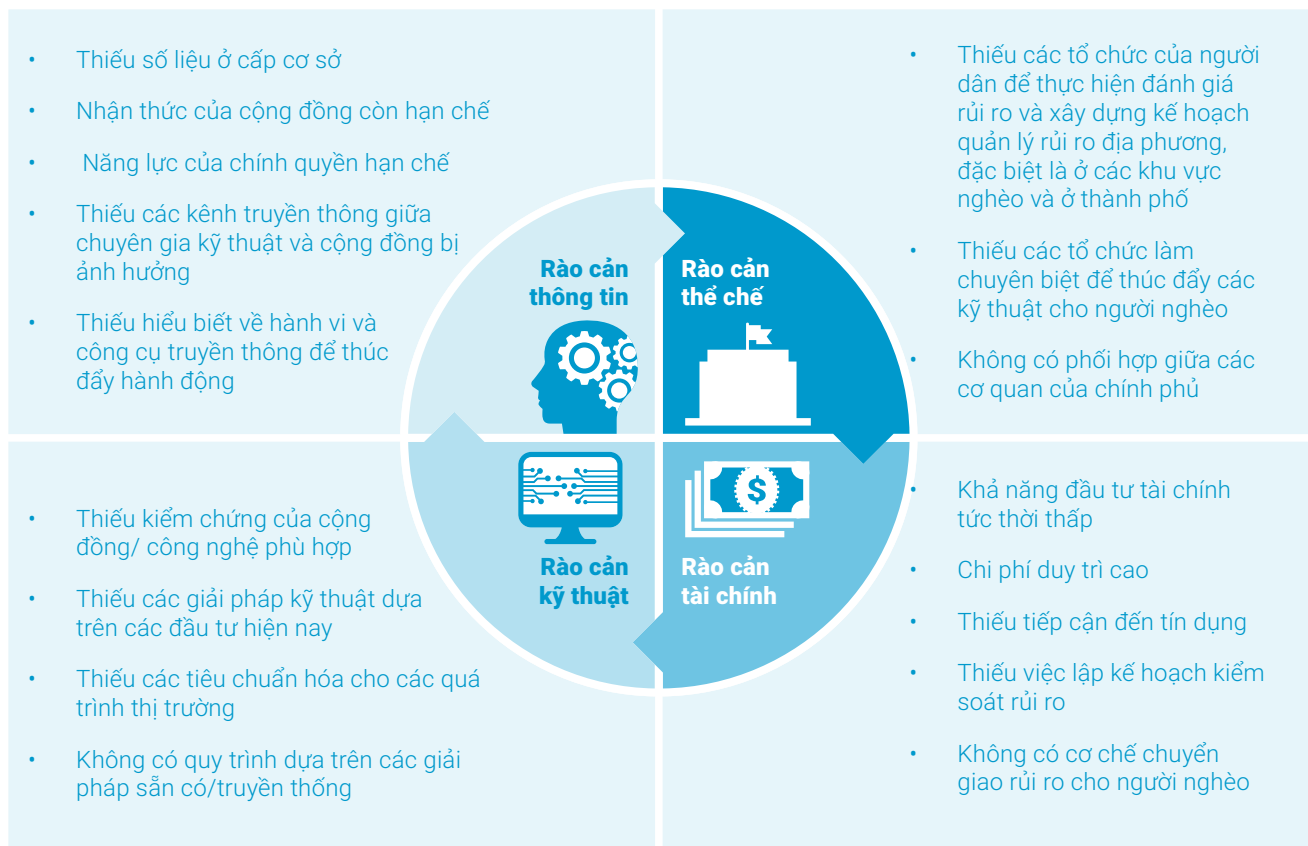 • Thiếu số liệu ở cấp cơ sở
• Nhận thức của cộng đồng còn hạn chế
• Năng lực của chính quyền hạn chế
• Thiếu các kênh truyền thông giữa
chuyên gia kỹ thuật và cộng đồng bị
ảnh hưởng
• Thiếu hiểu biết về hành vi và
công cụ truyền thông để thúc
đẩy hành động
Rào cản
thông tin
Rào cản
thể chế
• Thiếu các tổ chức của người
dân để thực hiện đánh giá
rủi ro và xây dựng kế hoạch
quản lý rủi ro địa phương,
đặc biệt là ở các khu vực
nghèo và ở thành phố
• Thiếu các tổ chức làm
chuyên biệt để thúc đẩy các
kỹ thuật cho người nghèo
• Không có phối hợp giữa các
cơ quan của chính phủ
• Thiếu kiểm chứng của cộng
đồng/ công nghệ phù hợp
• Thiếu các giải pháp kỹ thuật dựa
trên các đầu tư hiện nay
• Thiếu các tiêu chuẩn hóa cho các quá
trình thị trường
• Không có quy trình dựa trên các giải
pháp sẵn có/truyền thống
Rào cản
kỹ thuật
$
Rào cản
tài chính
• Khả năng đầu tư tài chính
tức thời thấp
• Chi phí duy trì cao
• Thiếu tiếp cận đến tín dụng
• Thiếu việc lập kế hoạch kiểm
soát rủi ro
• Không có cơ chế chuyển
giao rủi ro cho người nghèo